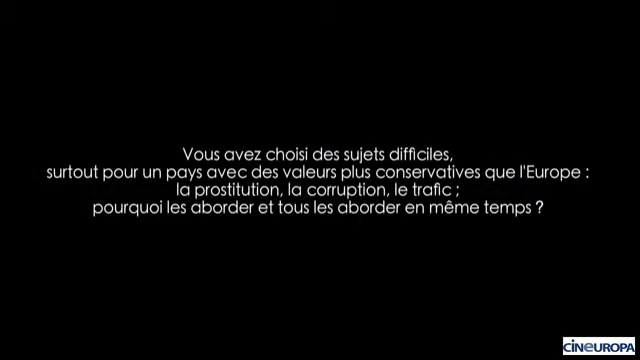 Vous avez choisi des sujets difficiles,
surtout pour un pays avec des valeurs plus conservatives que l'Europe :
la prostitution, la corruption, le trafic ;
pourquoi les aborder et tous les aborder en même temps ?
CINEUROPA